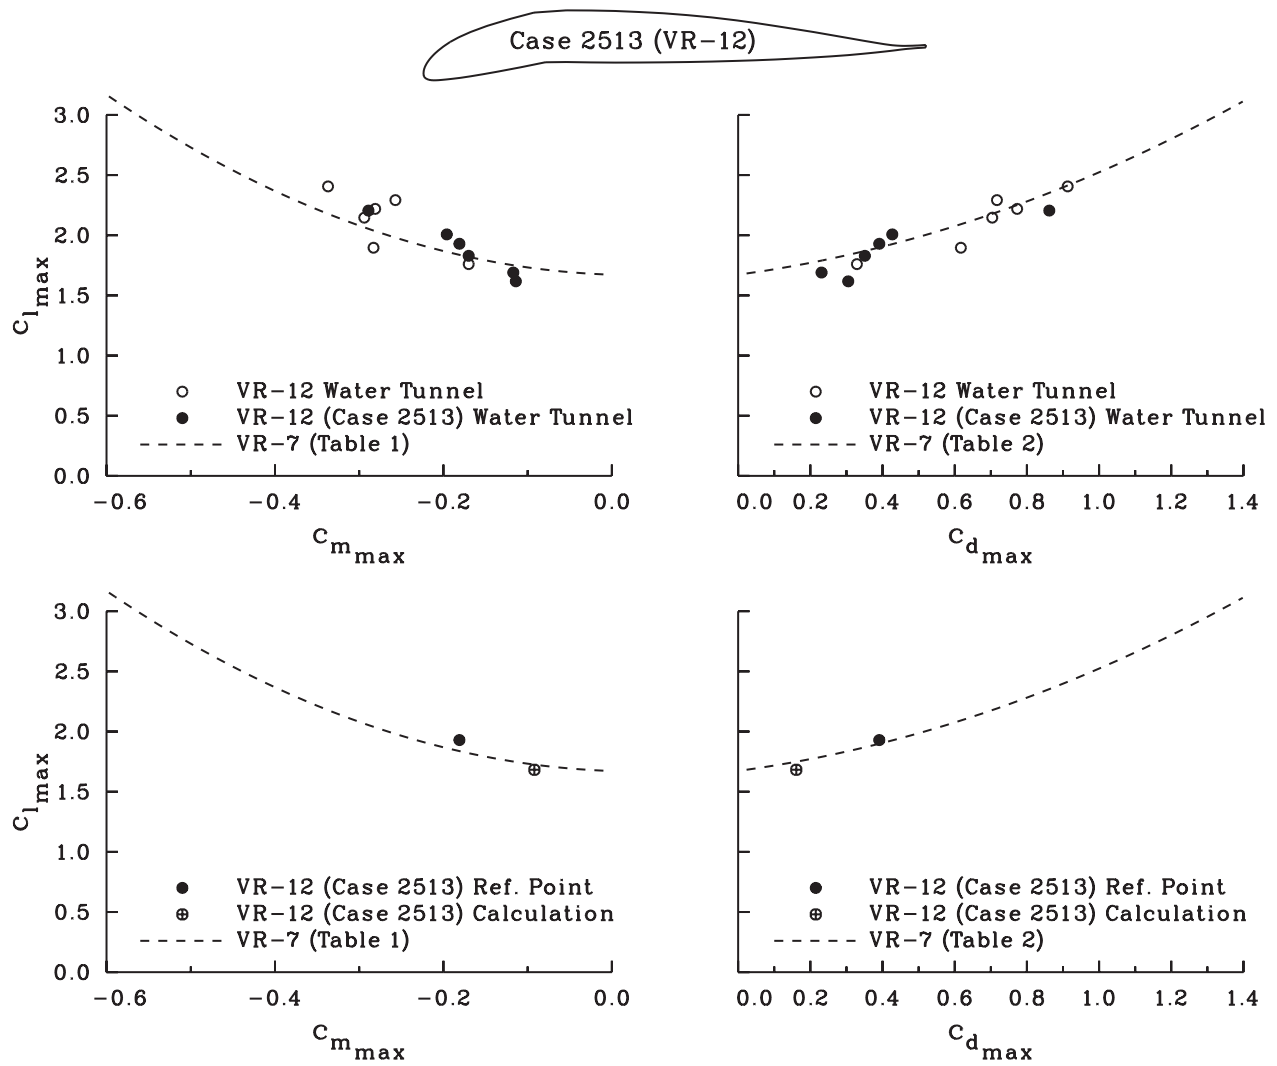 Case 2513 (VR−12)
3.0
2.5
2.0
1.5
1.0
0.5
0.0
C_l_max
VR−12 Water Tunnel
VR−12 (Case 2513) Water Tunnel
VR−7 (Table 1)
−0.6 −0.4 −0.2 0.0
C_m_max
VR−12 Water Tunnel
VR−12 (Case 2513) Water Tunnel
VR−7 (Table 2)
0.0 0.2 0.4 0.6 0.8 1.0 1.2 1.4
C_d_max
3.0
2.5
2.0
1.5
1.0
0.5
0.0
C_l_max
VR−12 (Case 2513) Ref. Point
VR−12 (Case 2513) Calculation
VR−7 (Table 1)
−0.6 −0.4 −0.2 0.0
C_m_max
VR−12 (Case 2513) Ref. Point
VR−12 (Case 2513) Calculation
VR−7 (Table 2)
0.0 0.2 0.4 0.6 0.8 1.0 1.2 1.4
C_d_max